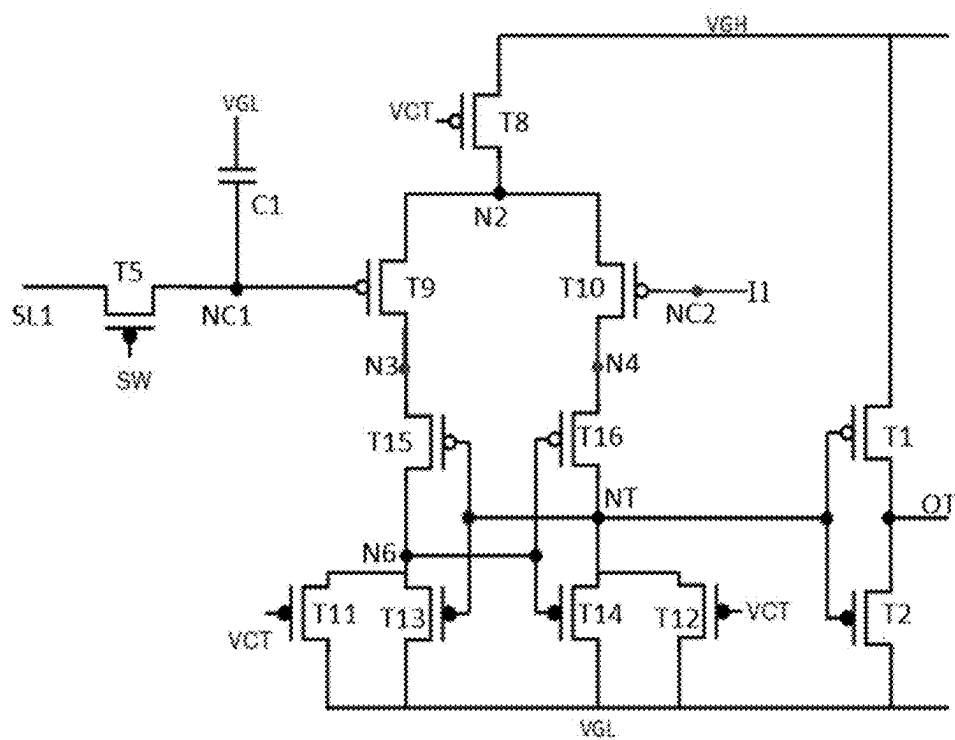 VGH
VGL
VCT
T8
C1
N2
T5
T9
T10
I1
SL1
NC1
NC2
SW
N3
N4
T15
T16
T1
NT
OT
N6
T11
T13
T14
T12
VCT
T2
VCT
VGL